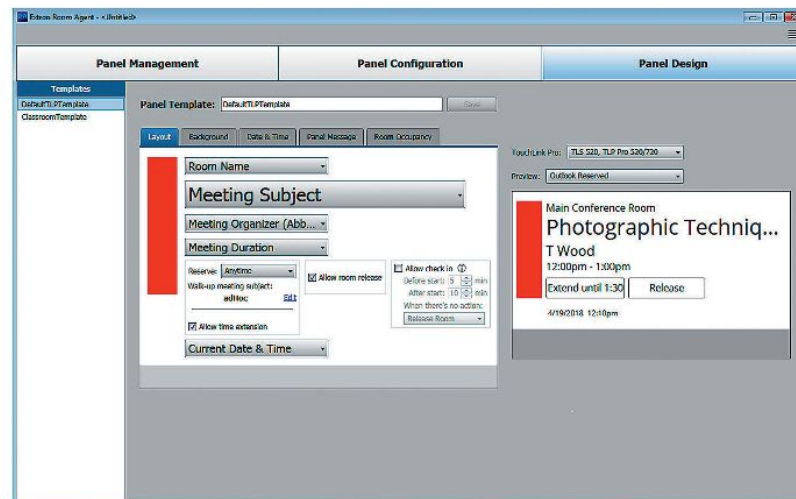 Extron Room Agent - <Untitled>
Panel Management
Panel Configuration
Panel Design
Templates
DefaultTLPTemplate
ClassroomTemplate
Panel Template: DefaultTLPTemplate Save
Layout Background Date & Time Panel Message Room Occupancy
Room Name
Meeting Subject
Meeting Organizer (Abb...
Meeting Duration
Reserve: Anytime
Walk-up meeting subject:
adHoc Edit
Allow time extension
Allow room release
Allow check in
Before start: 5 min
After start: 10 min
When there's no action:
Release Room
Current Date & Time
TouchLink Pro: TLS 520, TLP Pro 520/720
Preview: Outlook Reserved
Main Conference Room
Photographic Techniq...
T Wood
12:00pm - 1:00pm
Extend until 1:30 Release
4/19/2018 12:10pm